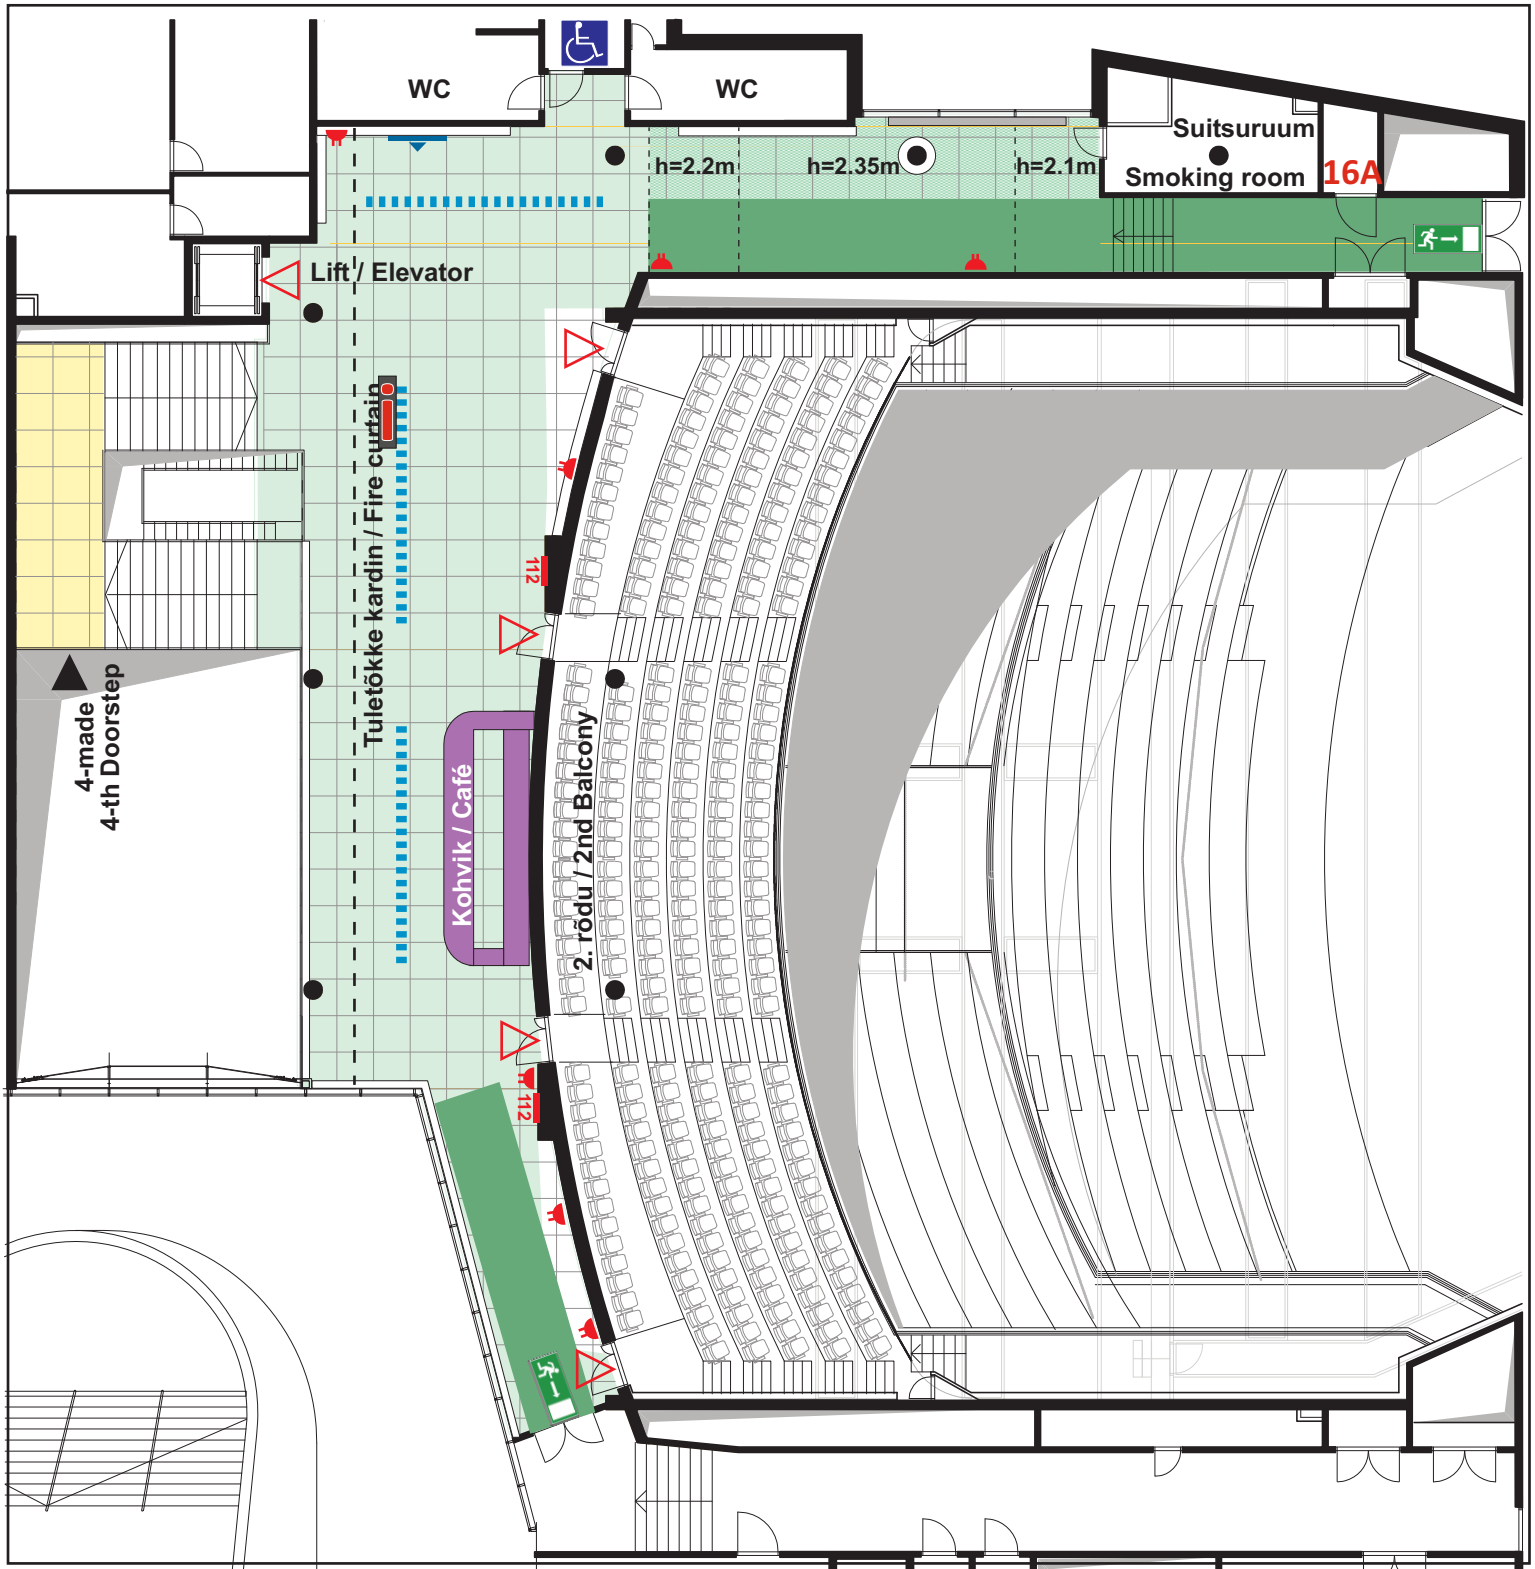 WC
WC
Suitsuruum
Smoking room
16A
h=2.2m
h=2.35m
h=2.1m
Lift / Elevator
Tuletõkke kardin / Fire curtain
112
4-made
4-th Doorstep
Kohvik / Café
2. rõdu / 2nd Balcony
112